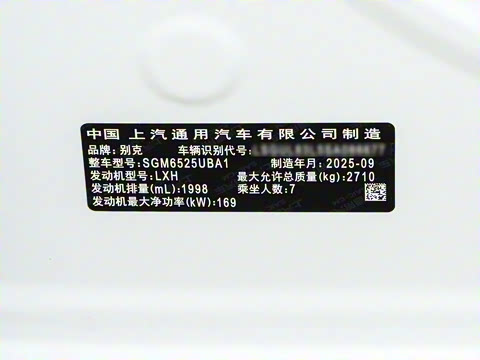 中国 上汽通用汽车有限公司制造
品牌: 别克 车辆识别代号:
整车型号: SGM6525UBA1 制造年月: 2025-09
发动机型号: LXH 最大允许总质量(kg): 2710
发动机排量(mL): 1998 乘坐人数: 7
发动机最大净功率(kW): 169